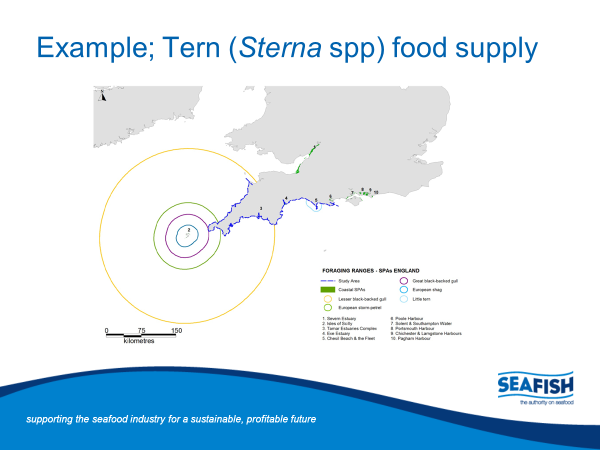 Example; Tern (Sterna spp) food supply
N
1
2
3
4
5
6
7
8
9
10
0 75 150
kilometres
FORAGING RANGES - SPAs ENGLAND
Study Area
Coastal SPAs
Lesser black-backed gull
European storm-petrel
Great black-backed gull
European shag
Little tern
1. Severn Estuary
2. Isles of Scilly
3. Tamar Estuaries Complex
4. Exe Estuary
5. Chesil Beach & the Fleet
6. Poole Harbour
7. Solent & Southampton Water
8. Portsmouth Harbour
9. Chichester & Langstone Harbours
10. Pagham Harbour
SEAFISH
the authority on seafood
supporting the seafood industry for a sustainable, profitable future